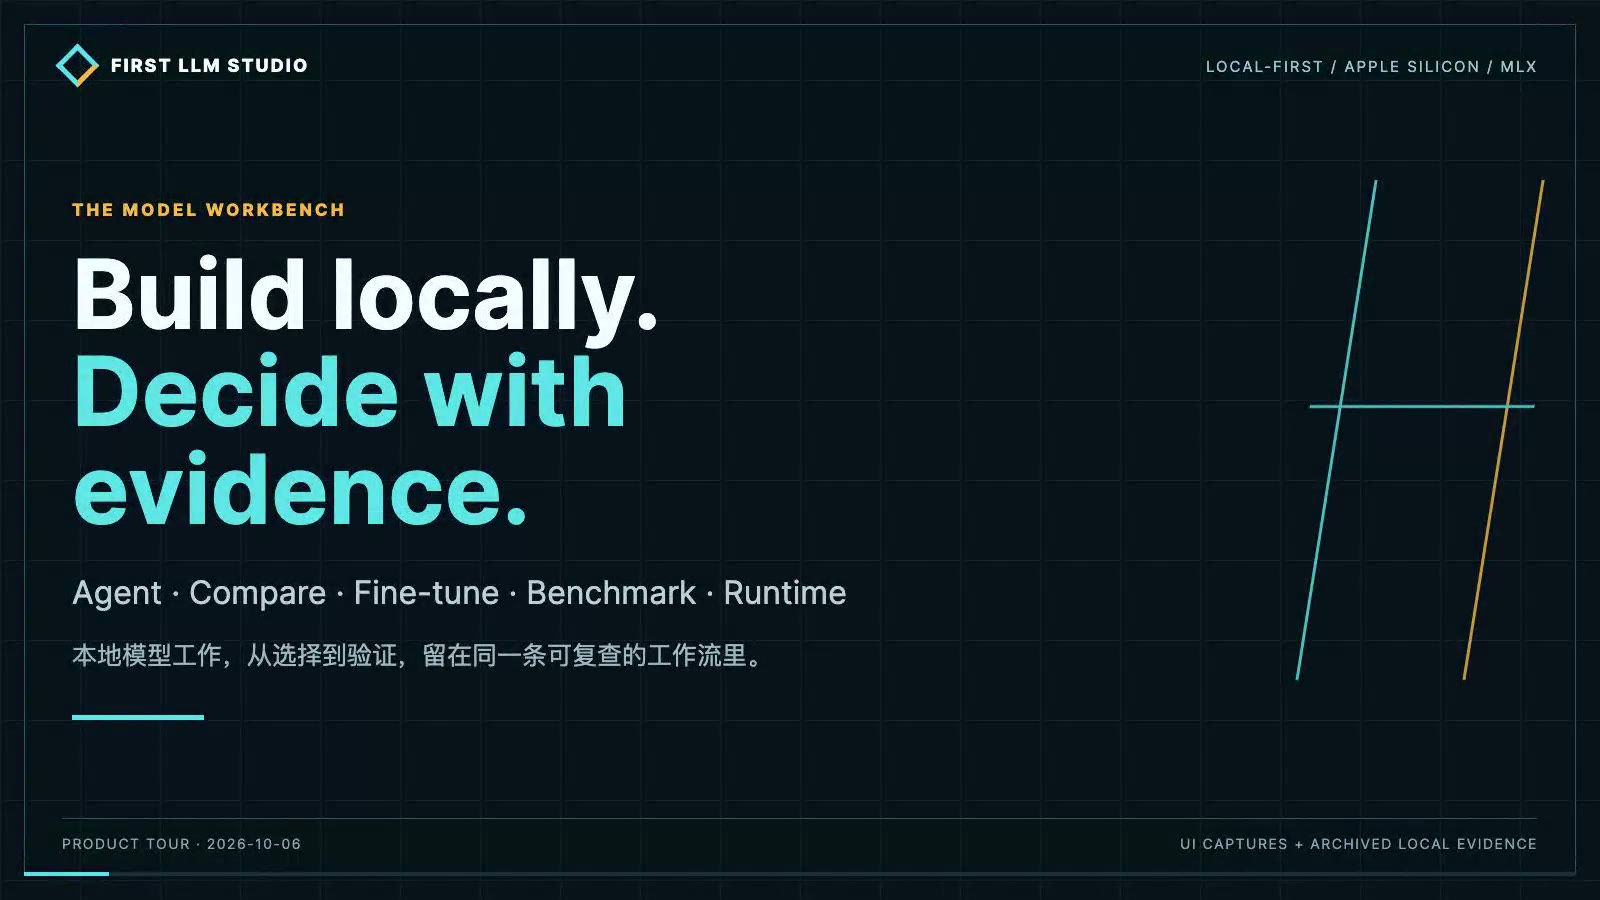 FIRST LLM STUDIO
LOCAL-FIRST / APPLE SILICON / MLX
THE MODEL WORKBENCH
Build locally.
Decide with
evidence.
Agent · Compare · Fine-tune · Benchmark · Runtime
本地模型工作，从选择到验证，留在同一条可复查的工作流里。
PRODUCT TOUR · 2026-10-06
UI CAPTURES + ARCHIVED LOCAL EVIDENCE